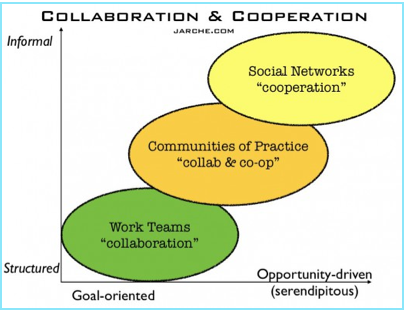 COLLABORATION & COOPERATION
JARCHE.COM
Informal
Social Networks
"cooperation"
Communities of Practice
"collab & co-op"
Work Teams
"collaboration"
Structured
Goal-oriented
Opportunity-driven
(serendipitous)